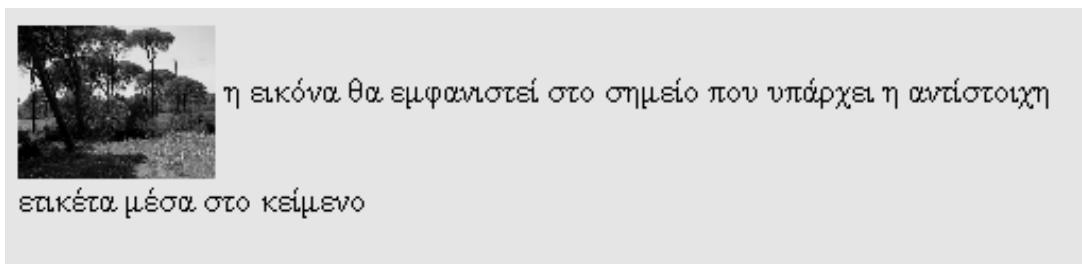 η εικόνα θα εμφανιστεί στο σημείο που υπάρχει η αντίστοιχη
ετικέτα μέσα στο κείμενο